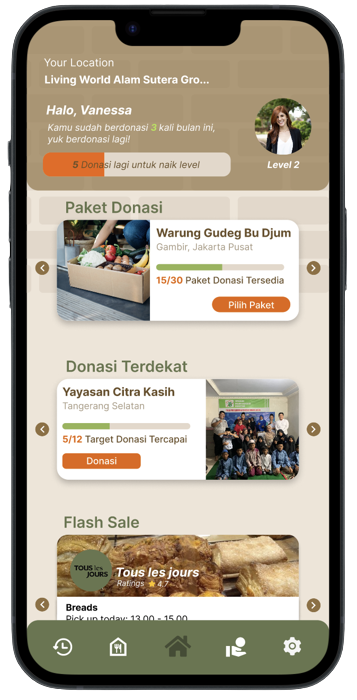 Your Location
Living World Alam Sutera Gro...
Halo, Vanessa
Kamu sudah berdonasi 3 kali bulan ini,
yuk berdonasi lagi!
5 Donasi lagi untuk naik level
Level 2
Paket Donasi
Warung Gudeg Bu Djum
Gambir, Jakarta Pusat
15/30 Paket Donasi Tersedia
Pilih Paket
Donasi Terdekat
Yayasan Citra Kasih
Tangerang Selatan
5/12 Target Donasi Tercapai
Donasi
Flash Sale
TOUS les
JOURS
Tous les jours
Ratings ⭐ 4.7
Breads
Pick up today: 13.00 - 15.00